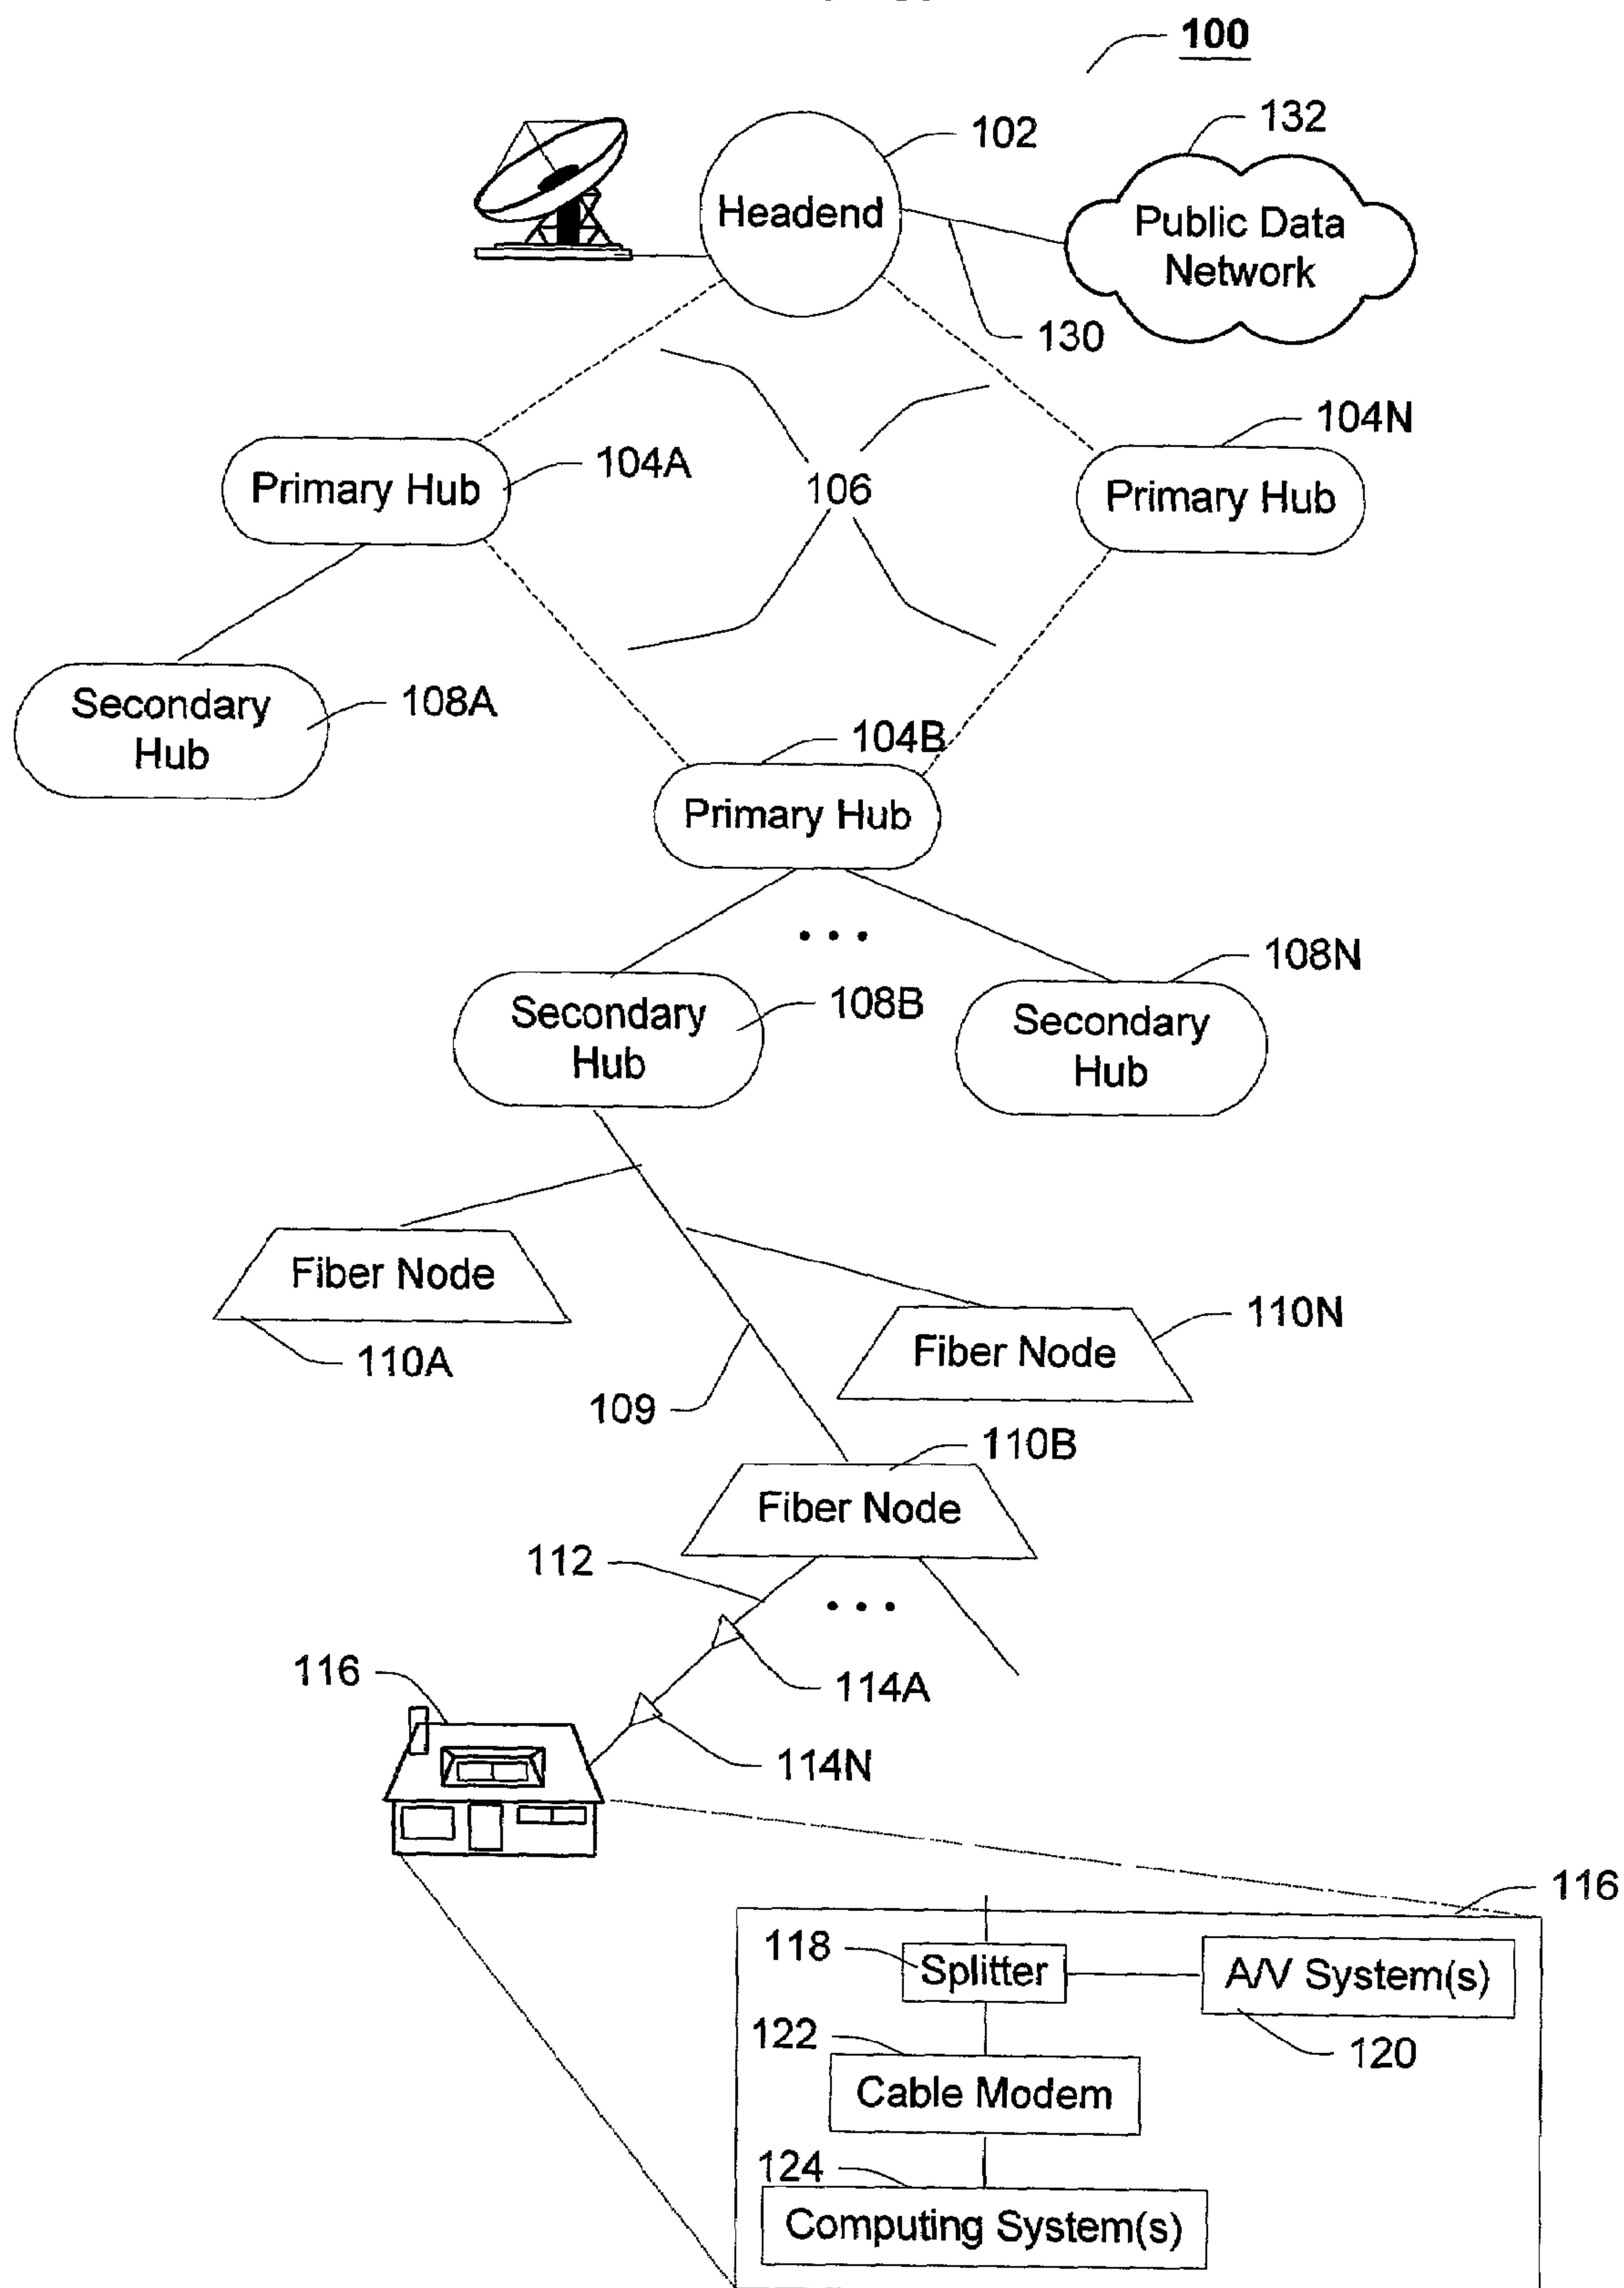 100
102
132
Headend
Public Data
Network
130
104A
104N
Primary Hub
106
Primary Hub
Secondary
Hub
108A
104B
Primary Hub
• • •
108N
Secondary
Hub
108B
Secondary
Hub
Fiber Node
110A
110N
Fiber Node
109
110B
Fiber Node
112
• • •
116
114A
114N
116
118
Splitter
A/V System(s)
122
120
Cable Modem
124
Computing System(s)